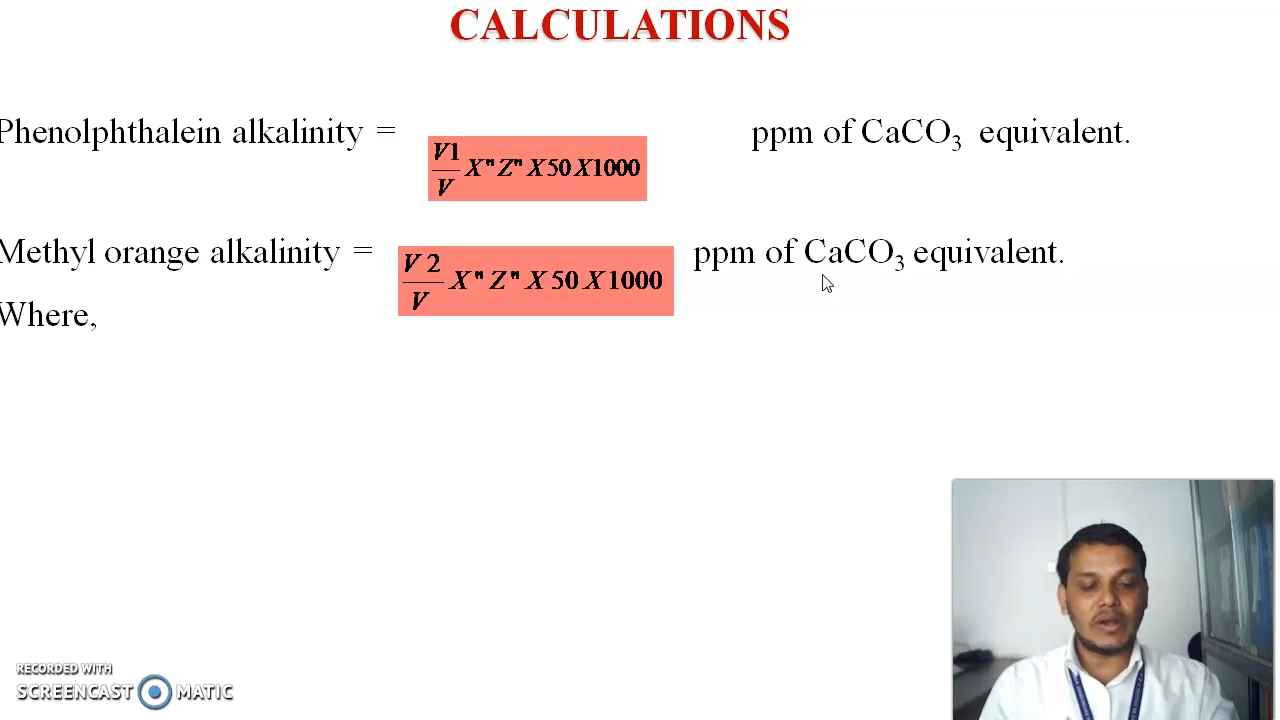 CALCULATIONS
Phenolphthalein alkalinity = V1/V X "Z" X 50 X 1000 ppm of CaCO3 equivalent.
Methyl orange alkalinity = V2/V X "Z" X 50 X 1000 ppm of CaCO3 equivalent.
Where,
RECORDED WITH
SCREENCAST MATIC